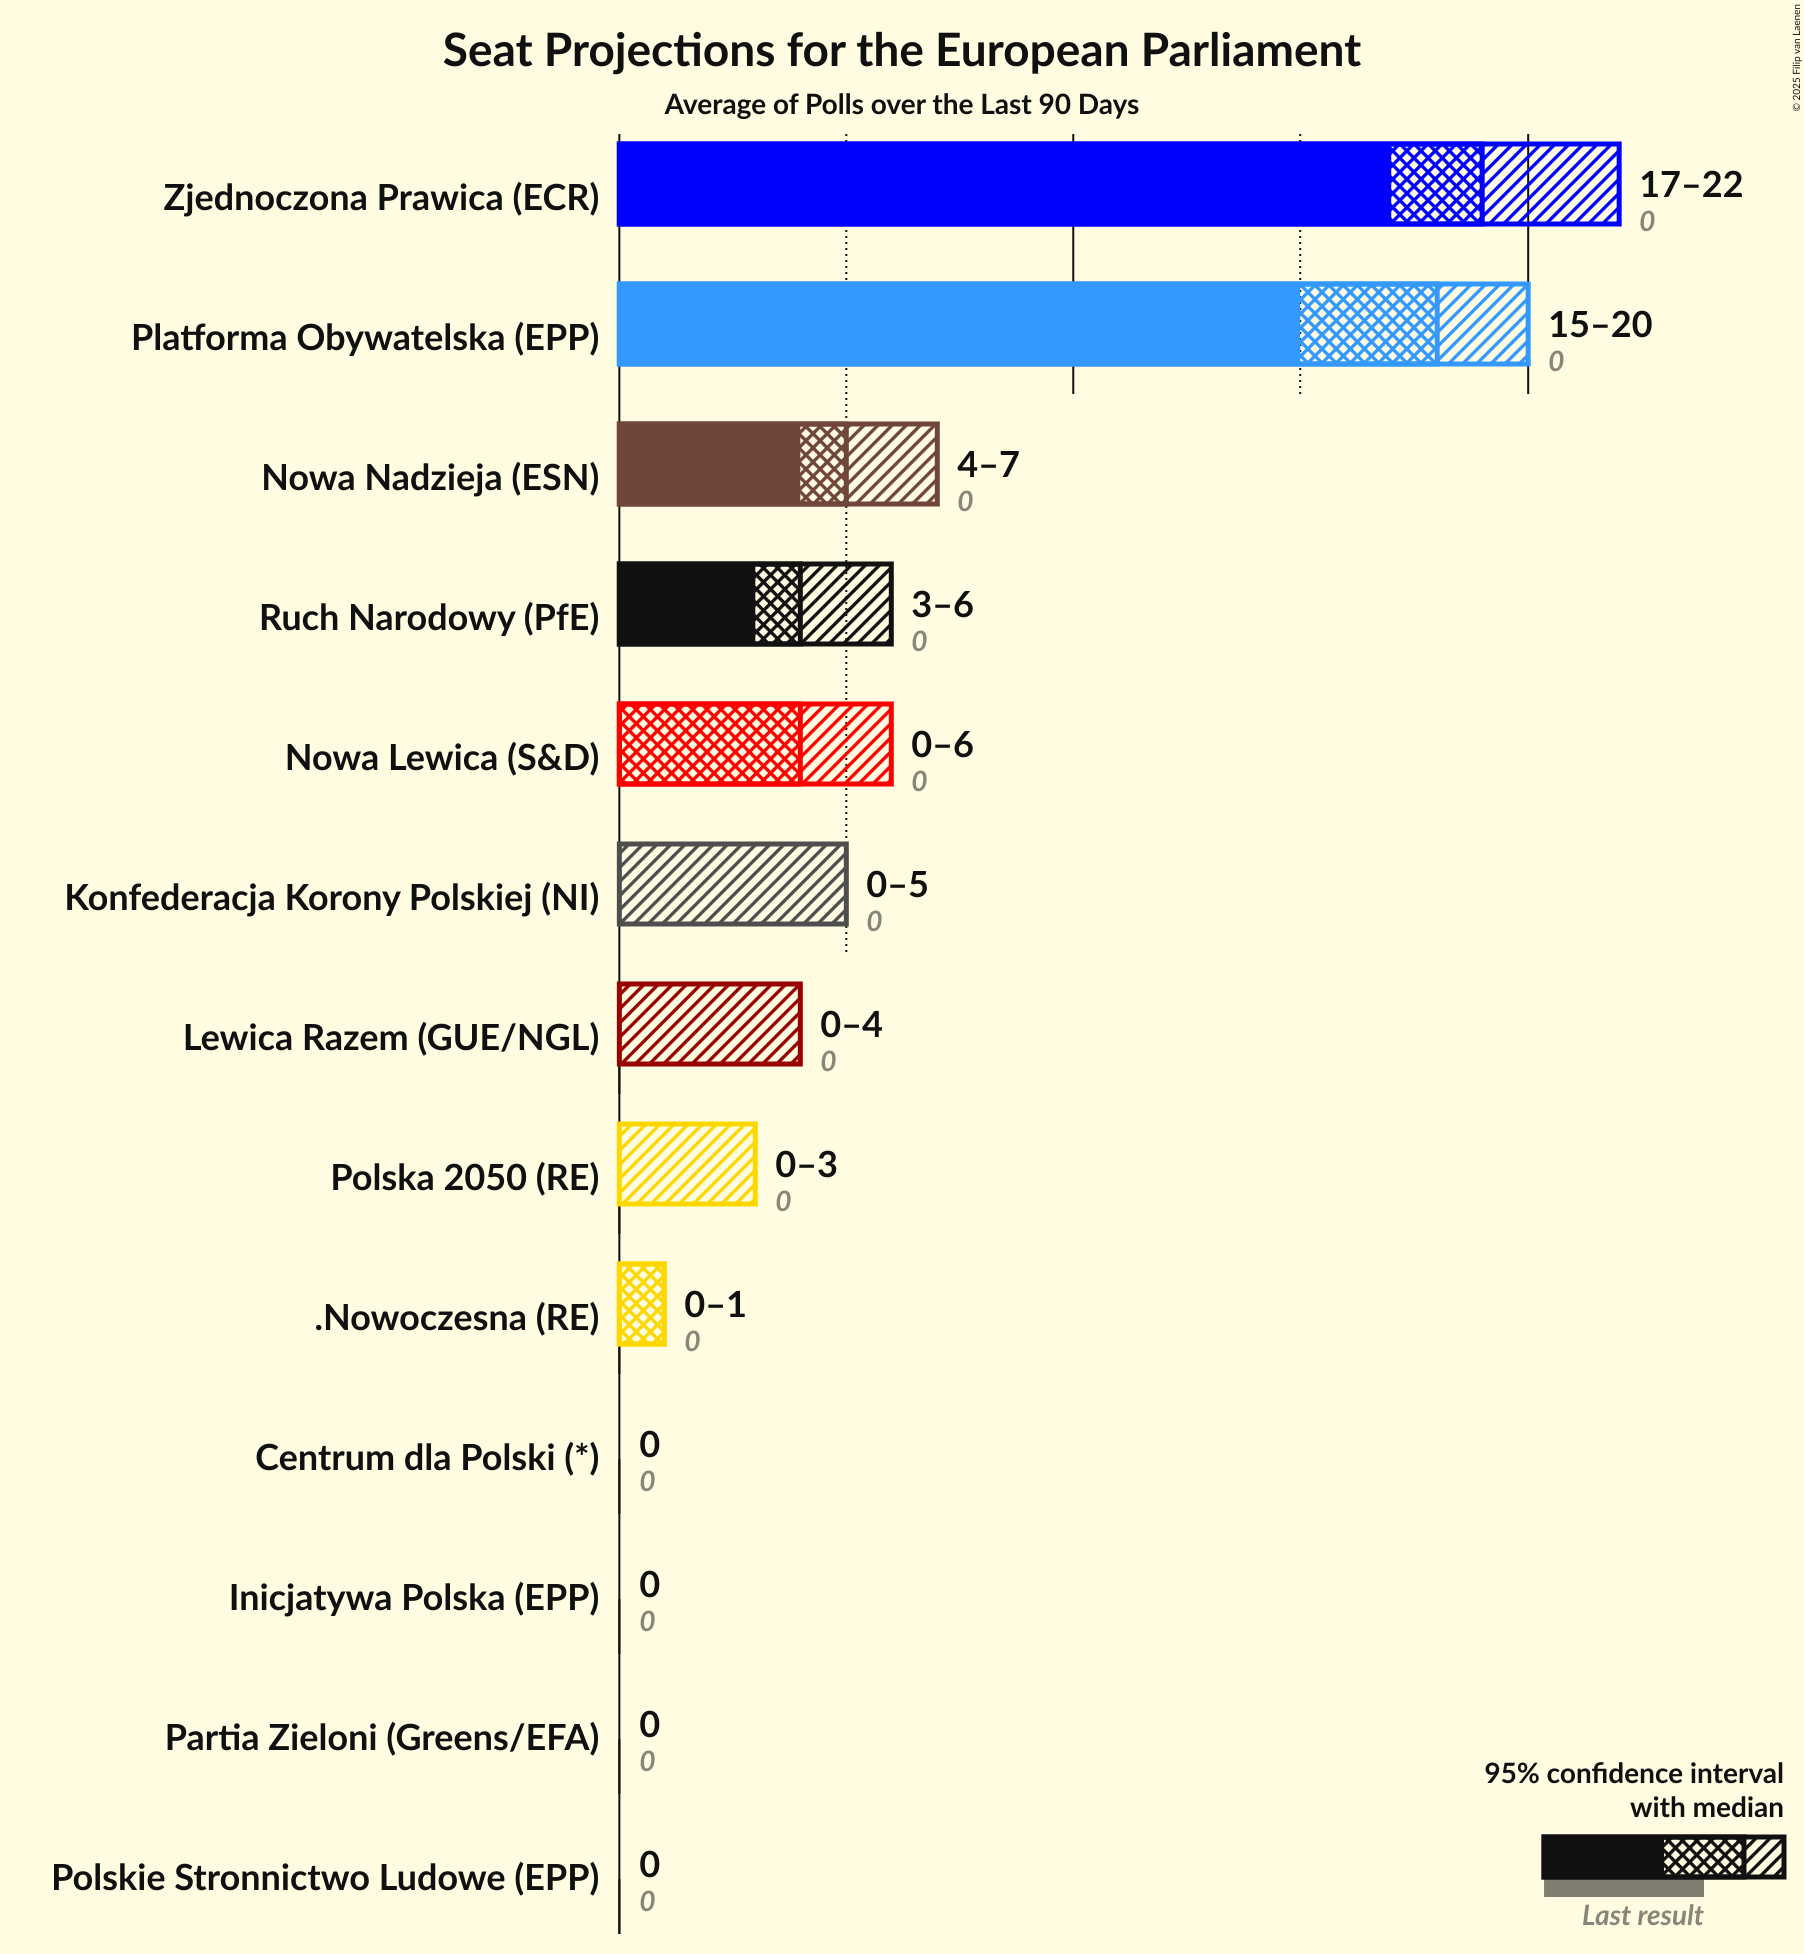 Seat Projections for the European Parliament
Average of Polls over the Last 90 Days
© 2025 Filip van Laenen
Zjednoczona Prawica (ECR)
17–22
0
Platforma Obywatelska (EPP)
15–20
0
Nowa Nadzieja (ESN)
4–7
0
Ruch Narodowy (PfE)
3–6
0
Nowa Lewica (S&D)
0–6
0
Konfederacja Korony Polskiej (NI)
0–5
0
Lewica Razem (GUE/NGL)
0–4
0
Polska 2050 (RE)
0–3
0
.Nowoczesna (RE)
0–1
0
Centrum dla Polski (*)
0
0
Inicjatywa Polska (EPP)
0
0
Partia Zieloni (Greens/EFA)
0
0
Polskie Stronnictwo Ludowe (EPP)
0
0
95% confidence interval
with median
Last result